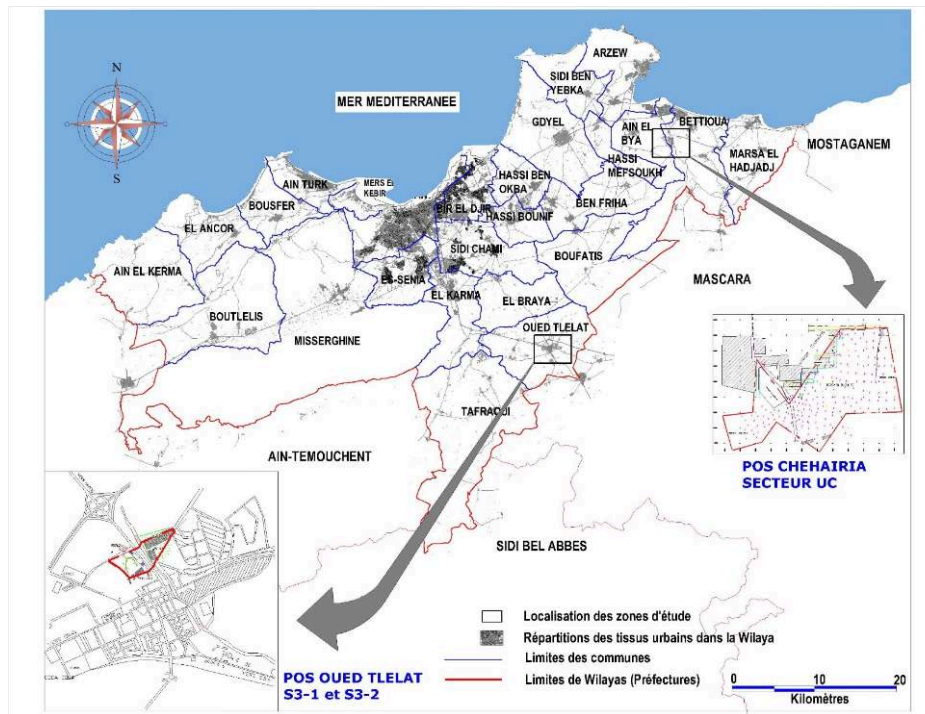 N
S
MER MEDITERRANEE
ARZEW
SIDI BEN
YEBKA
GDYEL
AIN EL
BYA
BETTIOUA
MOSTAGANEM
MARSA EL
HADJADJ
HASSI
MEFSOUKH
HASSI BEN
OKBA
AIN TURK
MERS EL
KEBIR
BOUSFER
BIR EL DJIR
HASSI BOUNIF
BEN FRIHA
EL ANCOR
SIDI CHAMI
BOUFATIS
AIN EL KERMA
ES-SENIA
EL KARMA
EL BRAYA
MASCARA
BOUTLELIS
MISSERGHINE
OUED TLELAT
TAFRAOUI
AIN-TEMOUCHENT
POS CHEHAIRIA
SECTEUR UC
SIDI BEL ABBES
Localisation des zones d'étude
Répartitions des tissus urbains dans la Wilaya
Limites des communes
Limites de Wilayas (Préfectures)
POS OUED TLELAT
S3-1 et S3-2
0 10 20
Kilomètres